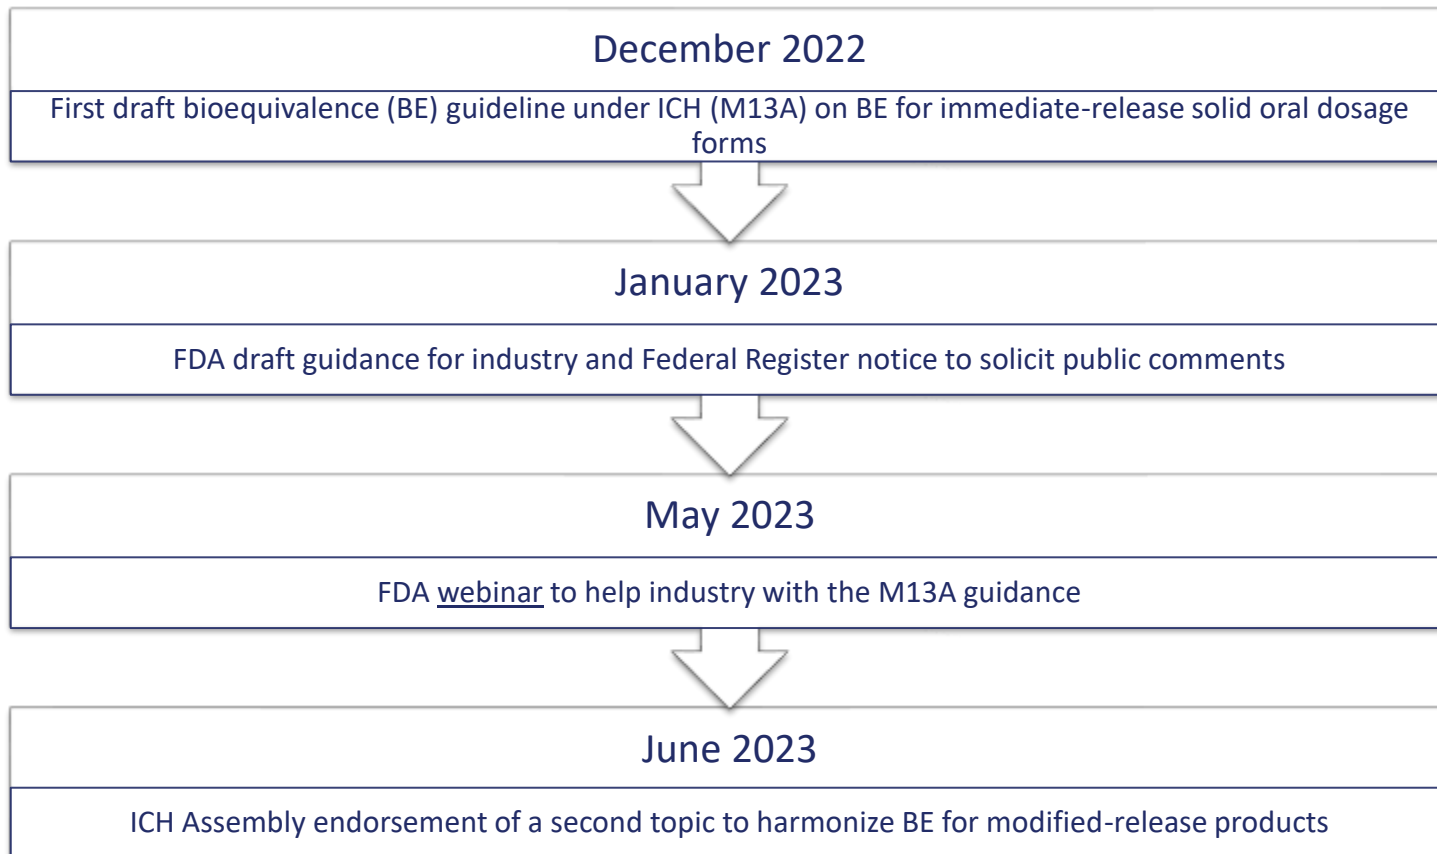 December 2022
First draft bioequivalence (BE) guideline under ICH (M13A) on BE for immediate-release solid oral dosage
forms
January 2023
FDA draft guidance for industry and Federal Register notice to solicit public comments
May 2023
FDA webinar to help industry with the M13A guidance
June 2023
ICH Assembly endorsement of a second topic to harmonize BE for modified-release products